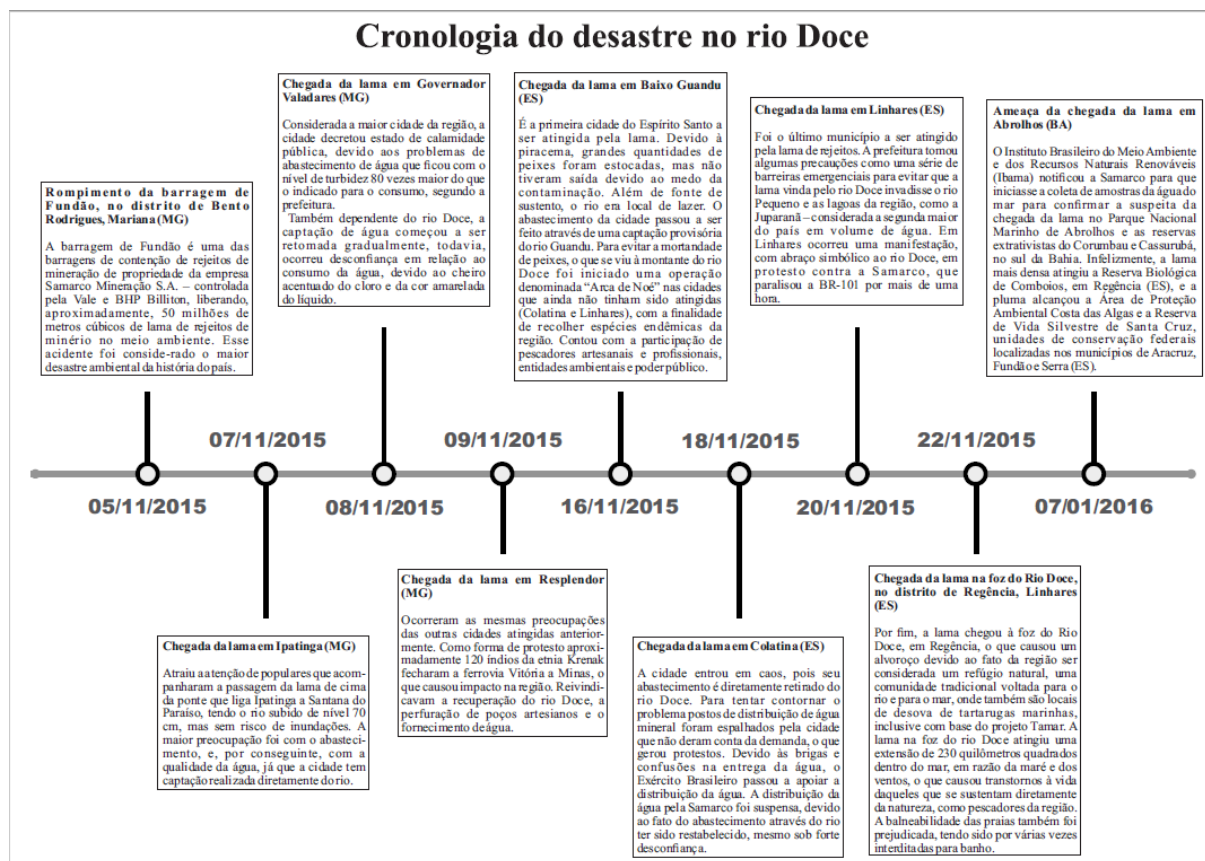 Cronologia do desastre no rio Doce
Rompimento da barragem de
Fundão, no distrito de Bento
Rodrigues, Mariana (MG)
A barragem de Fundão é uma das
barragens de contenção de rejeitos de
mineração de propriedade da empresa
Samarco Mineração S.A. – controlada
pela Vale e BHP Billiton, liberando,
aproximadamente, 50 milhões de
metros cúbicos de lama de rejeitos de
minério no meio ambiente. Esse
acidente foi conside-rado o maior
desastre ambiental da história do país.
05/11/2015
07/11/2015
Chegada da lama em Ipatinga (MG)
Atraiu a atenção de populares que acom-
panharam a passagem da lama de cima
da ponte que liga Ipatinga a Santana do
Paraíso, tendo o rio subido de nível 70
cm, mas sem risco de inundações. A
maior preocupação foi com o abasteci-
mento, e, por conseguinte, com a
qualidade da água, já que a cidade tem
captação realizada diretamente do rio.
Chegada da lama em Governador
Valadares (MG)
Considerada a maior cidade da região, a
cidade decretou estado de calamidade
pública, devido aos problemas de
abastecimento de água que ficou com o
nível de turbidez 80 vezes maior do que
o indicado para o consumo, segundo a
prefeitura.
Também dependente do rio Doce, a
captação de água começou a ser
retomada gradualmente, todavia,
ocorreu desconfiança em relação ao
consumo da água, devido ao cheiro
acentuado do cloro e da cor amarelada
do líquido.
08/11/2015
09/11/2015
Chegada da lama em Resplendor
(MG)
Ocorreram as mesmas preocupações
das outras cidades atingidas anterior-
mente. Como forma de protesto aproxi-
madamente 120 índios da etnia Krenak
fecharam a ferrovia Vitória a Minas, o
que causou impacto na região. Reivindi-
cavam a recuperação do rio Doce, a
perfuração de poços artesianos e o
fornecimento de água.
Chegada da lama em Baixo Guandu
(ES)
É a primeira cidade do Espírito Santo a
ser atingida pela lama. Devido à
piracema, grandes quantidades de
peixes foram estocadas, mas não
tiveram saída devido ao medo da
contaminação. Além de fonte de
sustento, o rio era local de lazer. O
abastecimento da cidade passou a ser
feito através de uma captação provisória
do rio Guandu. Para evitar a mortandade
de peixes, o que se viu à montante do rio
Doce foi iniciado uma operação
denominada “Arca de Noé” nas cidades
que ainda não tinham sido atingidas
(Colatina e Linhares), com a finalidade
de recolher espécies endêmicas da
região. Contou com a participação de
pescadores artesanais e profissionais,
entidades ambientais e poder público.
16/11/2015
18/11/2015
Chegada da lama em Colatina (ES)
A cidade entrou em caos, pois seu
abastecimento é diretamente retirado do
rio Doce. Para tentar contornar o
problema postos de distribuição de água
mineral foram espalhados pela cidade
que não deram conta da demanda, o que
gerou protestos. Devido às brigas e
confusões na entrega da água, o
Exército Brasileiro passou a apoiar a
distribuição da água. A distribuição da
água pela Samarco foi suspensa, devido
ao fato do abastecimento através do rio
ter sido restabelecido, mesmo sob forte
desconfiança.
Chegada da lama em Linhares (ES)
Foi o último município a ser atingido
pela lama de rejeitos. A prefeitura tomou
algumas precauções como uma série de
barreiras emergenciais para evitar que a
lama vinda pelo rio Doce invadisse o rio
Pequeno e as lagoas da região, como a
Juparanã – considerada a segunda maior
do país em volume de água. Em
Linhares ocorreu uma manifestação,
com abraço simbólico ao rio Doce, em
protesto contra a Samarco, que
paralisou a BR-101 por mais de uma
hora.
20/11/2015
22/11/2015
Chegada da lama na foz do Rio Doce,
no distrito de Regência, Linhares
(ES)
Por fim, a lama chegou à foz do Rio
Doce, em Regência, o que causou um
alvoroço devido ao fato da região ser
considerada um refúgio natural, uma
comunidade tradicional voltada para o
rio e para o mar, onde também são locais
de desova de tartarugas marinhas,
inclusive com base do projeto Tamar. A
lama na foz do rio Doce atingiu uma
extensão de 230 quilômetros quadrados
dentro do mar, em razão da maré e dos
ventos, o que causou transtornos à vida
daqueles que se sustentam diretamente
da natureza, como pescadores da região.
A balneabilidade das praias também foi
prejudicada, tendo sido por várias vezes
interditadas para banho.
Ameaça da chegada da lama em
Abrolhos (BA)
O Instituto Brasileiro do Meio Ambiente
e dos Recursos Naturais Renováveis
(Ibama) notificou a Samarco para que
iniciasse a coleta de amostras da água do
mar para confirmar a suspeita da
chegada da lama no Parque Nacional
Marinho de Abrolhos e as reservas
extrativistas do Corumbau e Cassurubá,
no sul da Bahia. Infelizmente, a lama
mais densa atingiu a Reserva Biológica
de Comboios, em Regência (ES), e a
pluma alcançou a Área de Proteção
Ambiental Costa das Algas e a Reserva
de Vida Silvestre de Santa Cruz,
unidades de conservação federais
localizadas nos municípios de Aracruz,
Fundão e Serra (ES).
07/01/2016